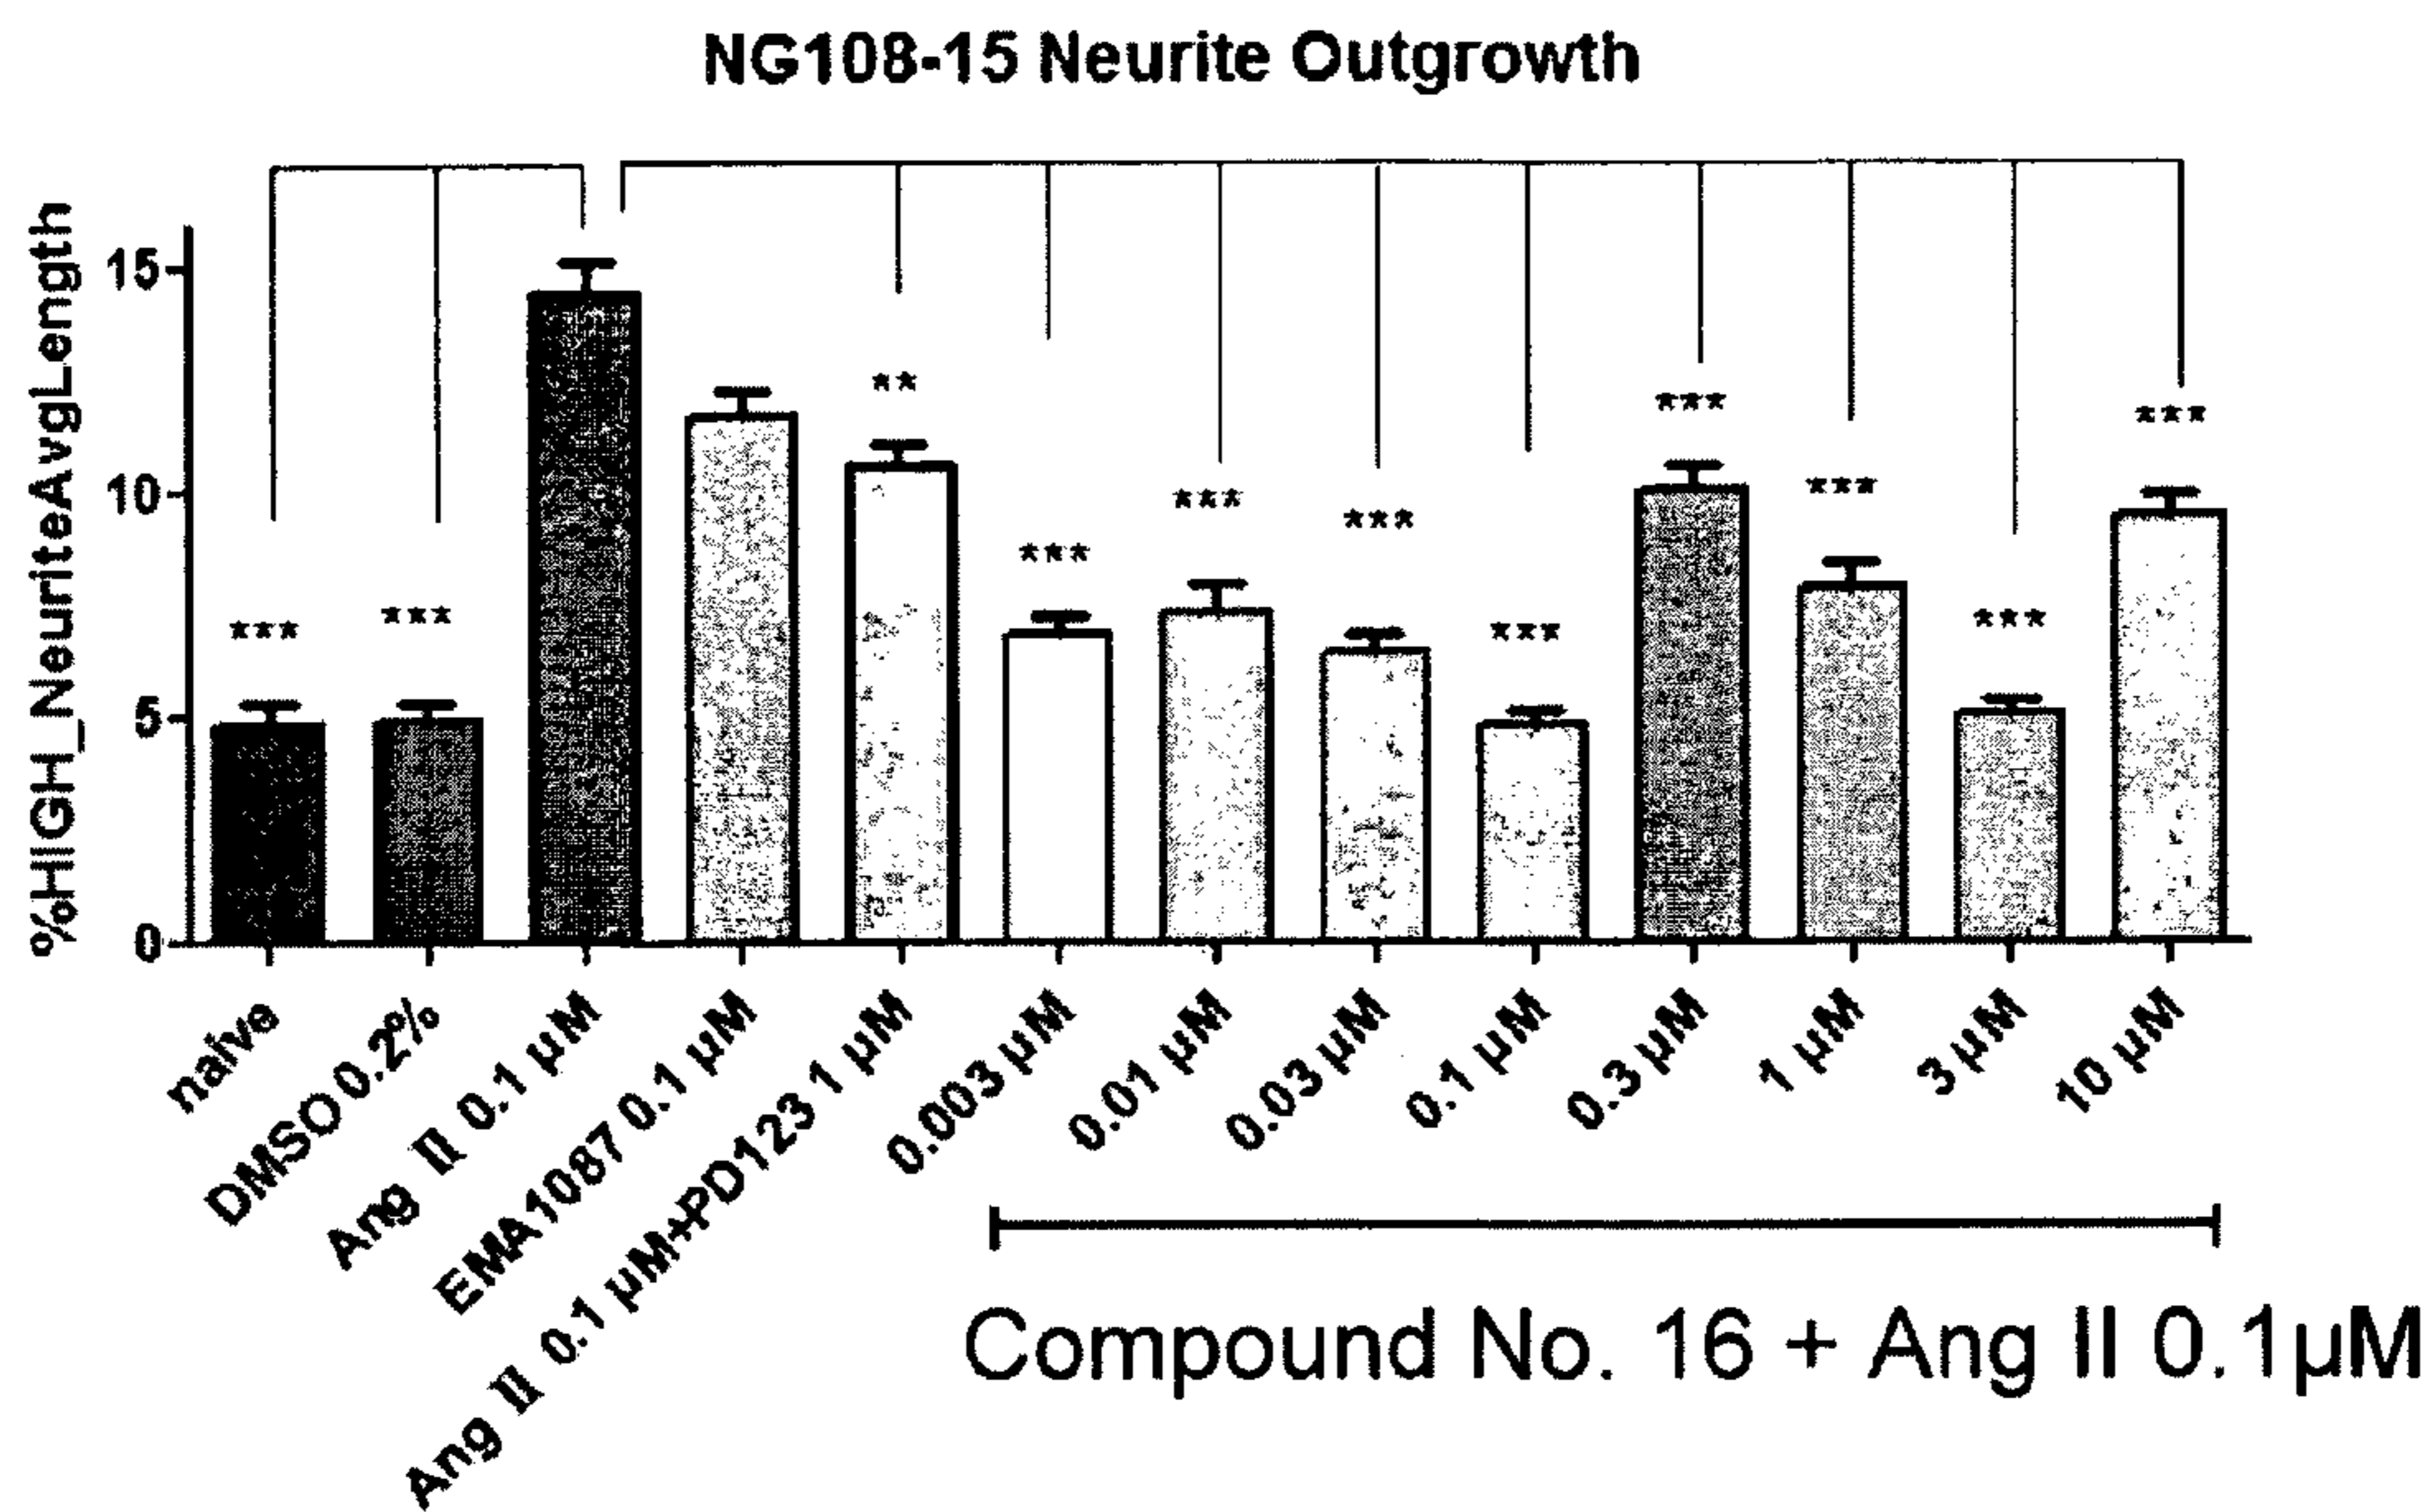 NG108-15 Neurite Outgrowth
%HIGH_NeuriteAvgLength
15
10
5
0
***
***
**
***
***
***
***
***
***
***
***
naive
DMSO 0.2%
Ang II 0.1 µM
EMA1087 0.1 µM
Ang II 0.1 µM+PD123 1 µM
0.003 µM
0.01 µM
0.03 µM
0.1 µM
0.3 µM
1 µM
3 µM
10 µM
Compound No. 16 + Ang II 0.1µM